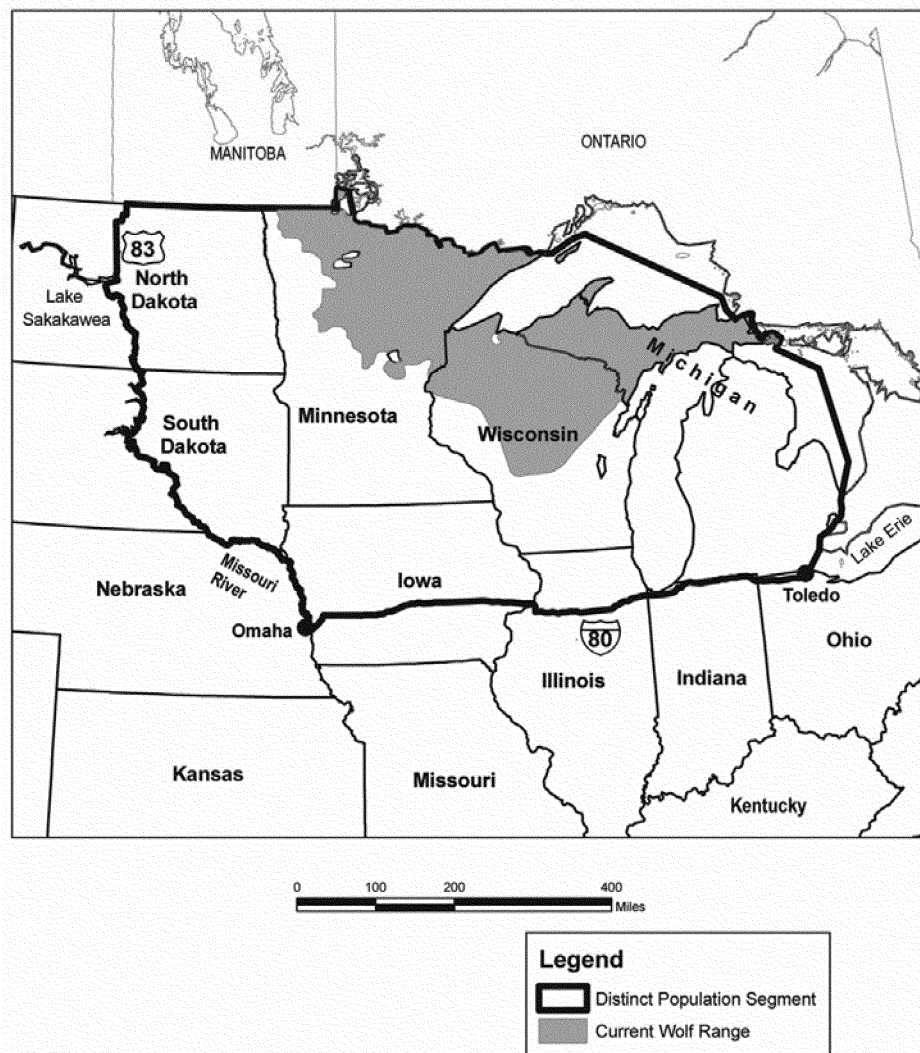 MANITOBA
ONTARIO
83
North
Dakota
Lake
Sakakawea
Michigan
South
Dakota
Minnesota
Wisconsin
Lake Erie
Nebraska
Missouri
River
Iowa
Toledo
Omaha
80
Ohio
Illinois
Indiana
Kansas
Missouri
Kentucky
0 100 200 400
Miles
Legend
Distinct Population Segment
Current Wolf Range